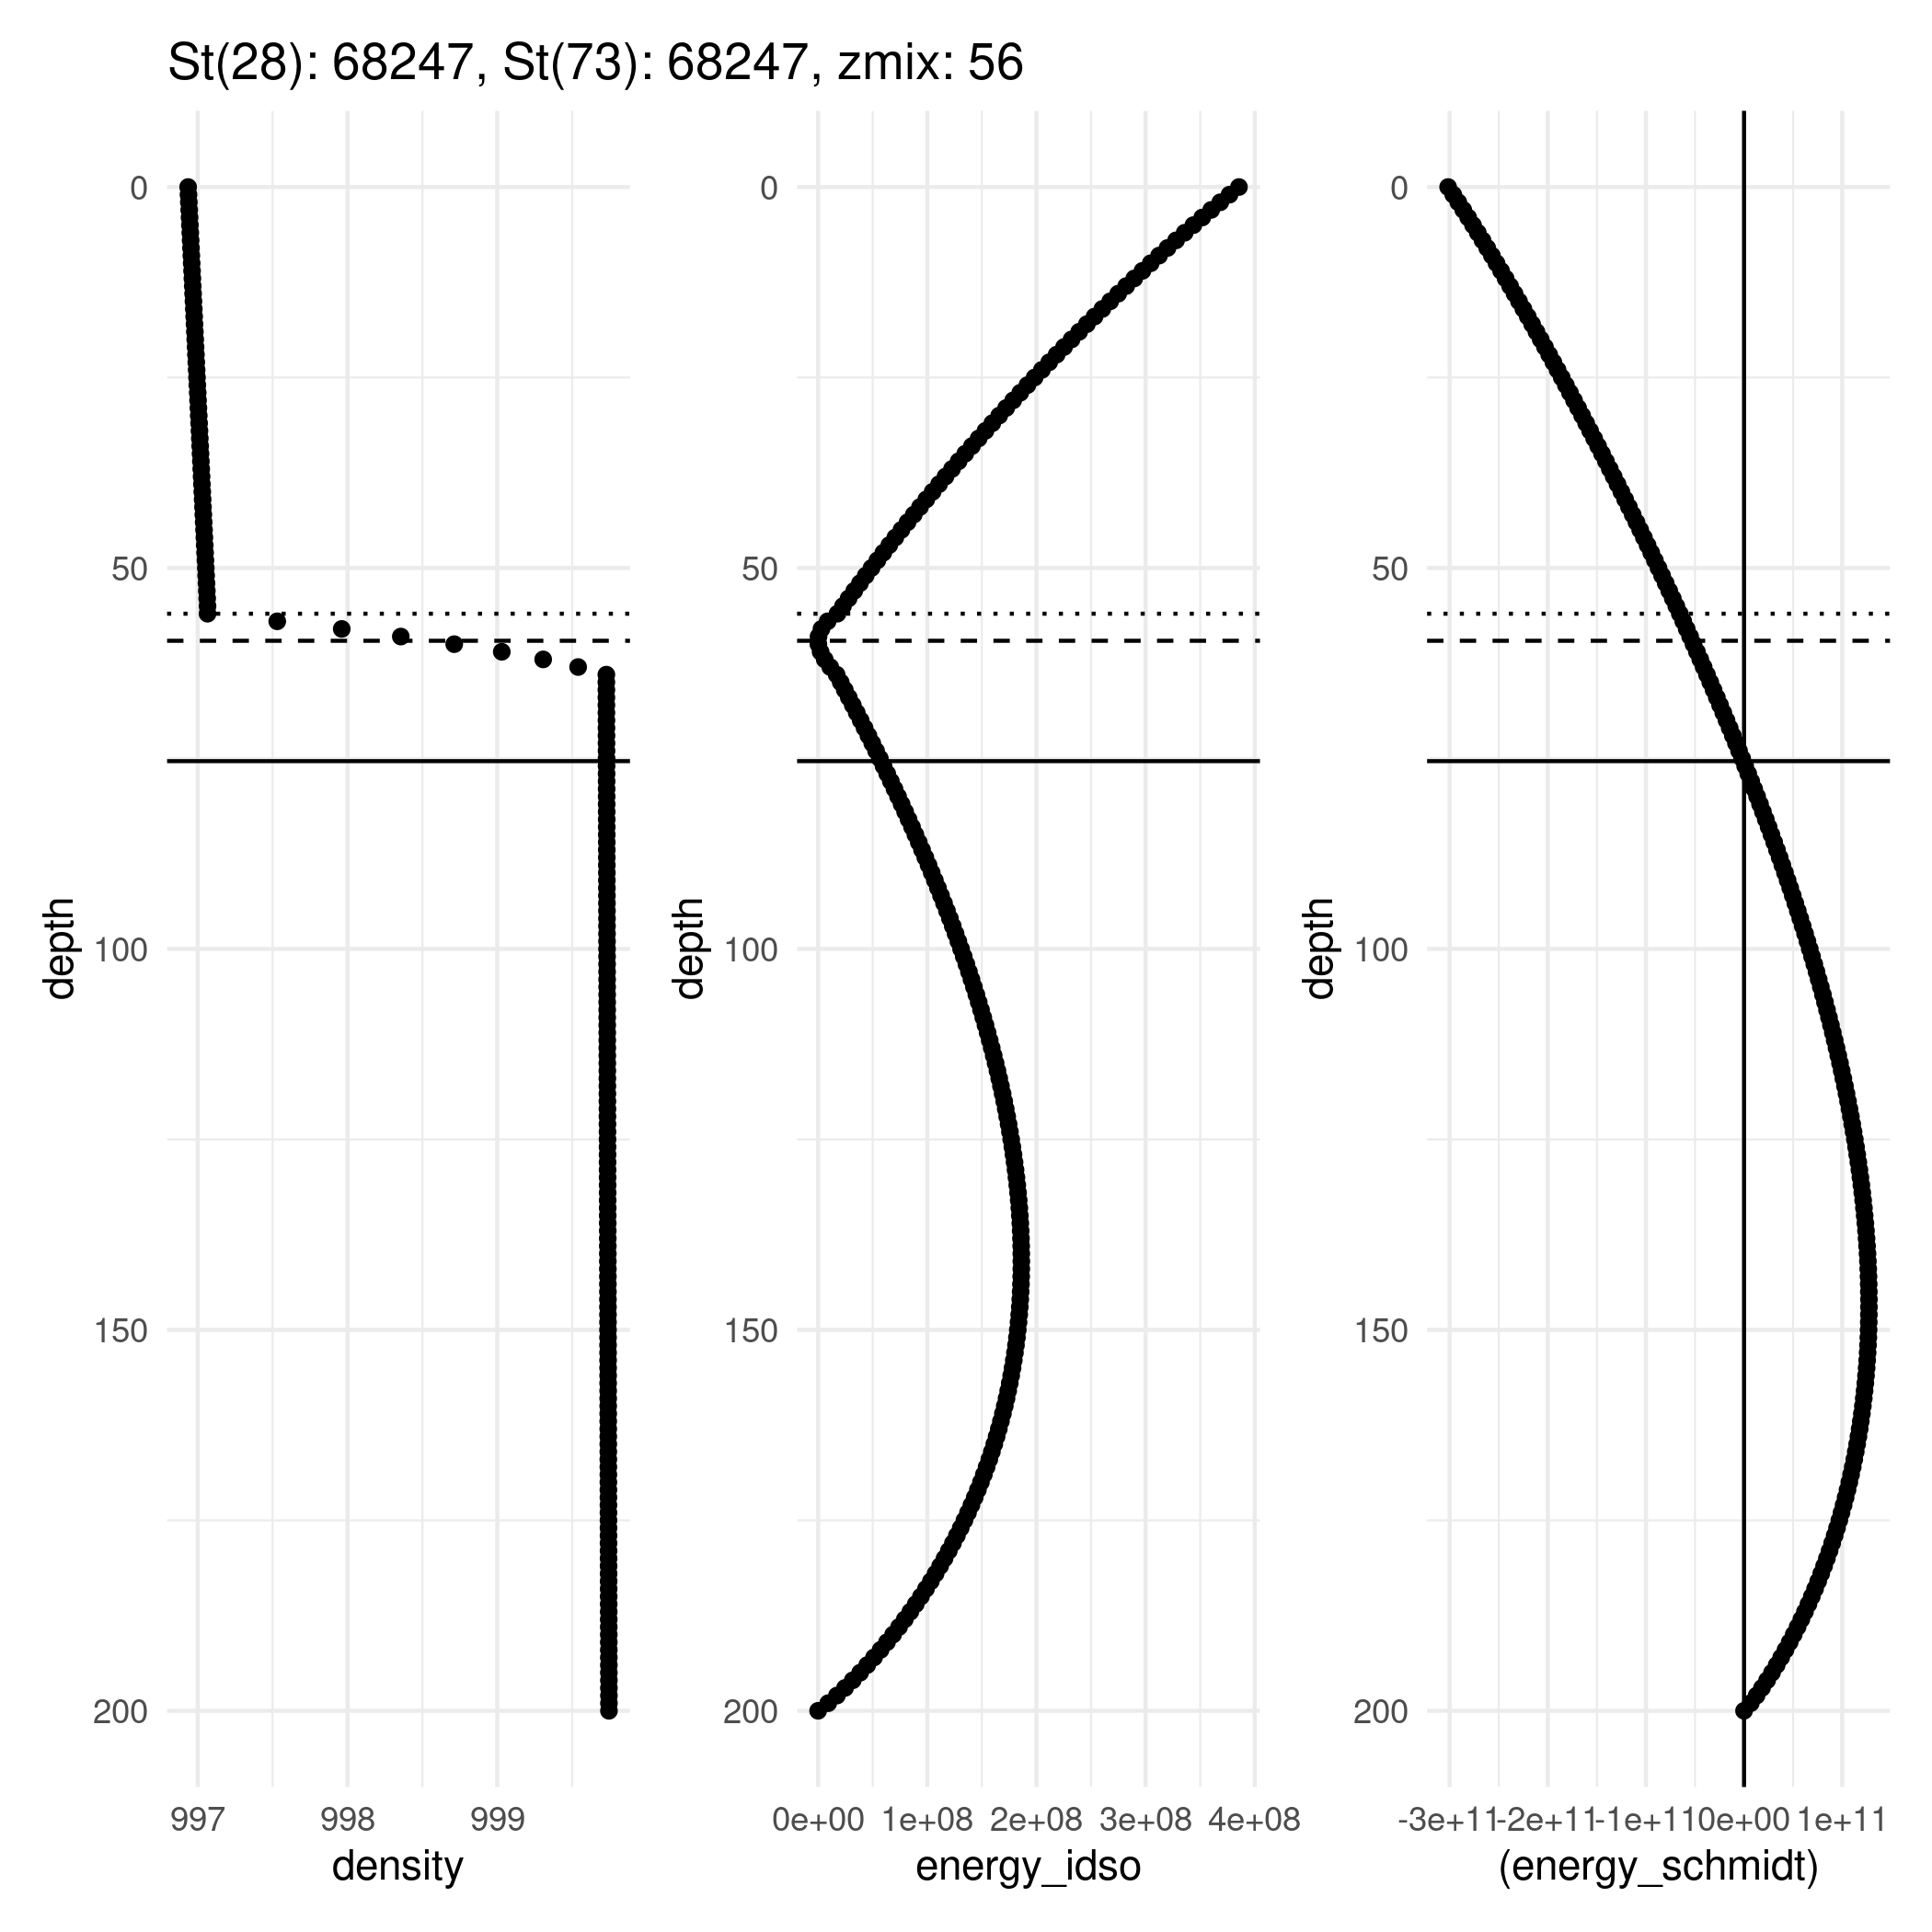 St(28): 68247, St(73): 68247, zmix: 56
0
50
100
150
200
depth
997 998 999
density
0
50
100
150
200
depth
0e+00 1e+08 2e+08 3e+08 4e+08
energy_idso
0
50
100
150
200
depth
-3e+11 -2e+11 -1e+11 0e+00 1e+11
(energy_schmidt)